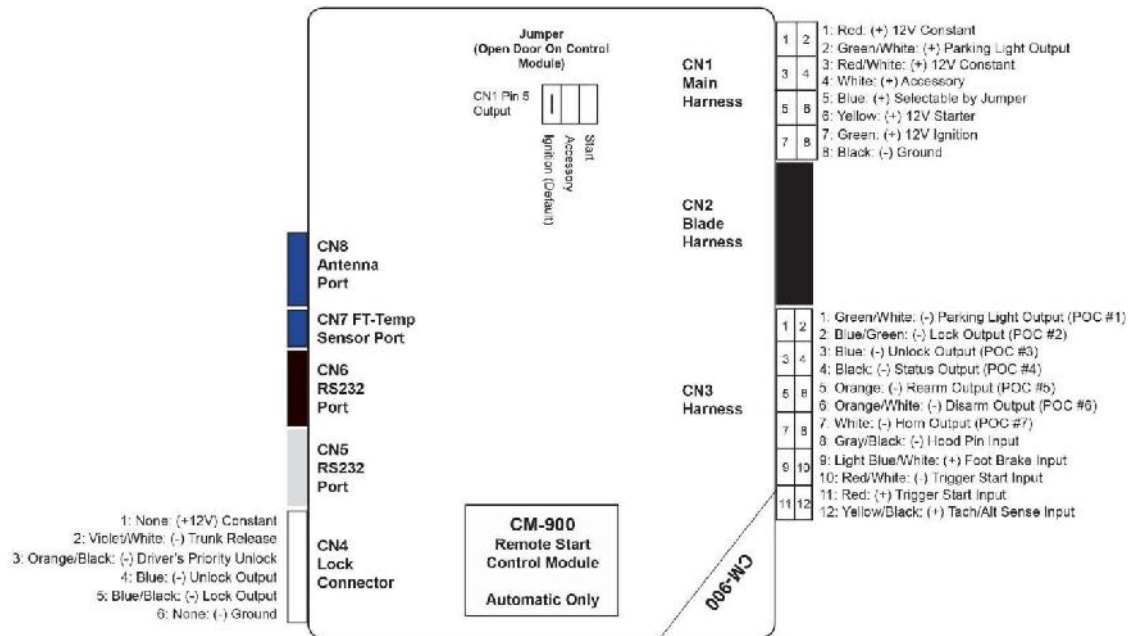 Jumper
(Open Door On Control
Module)
CN1 Pin 5
Output
Ignition (Default)
Accessory
Start
CN1
Main
Harness
1 2
3 4
5 6
7 8
1: Red: (+) 12V Constant
2: Green/White: (+) Parking Light Output
3: Red/White: (+) 12V Constant
4: White: (+) Accessory
5: Blue: (+) Selectable by Jumper
6: Yellow: (+) 12V Starter
7: Green: (+) 12V Ignition
8: Black: (-) Ground
CN2
Blade
Harness
CN8
Antenna
Port
CN7 FT-Temp
Sensor Port
CN6
RS232
Port
CN5
RS232
Port
CN3
Harness
1 2
3 4
5 6
7 8
9 10
11 12
1: Green/White: (-) Parking Light Output (POC #1)
2: Blue/Green: (-) Lock Output (POC #2)
3: Blue: (-) Unlock Output (POC #3)
4: Black: (-) Status Output (POC #4)
5: Orange: (-) Rearm Output (POC #5)
6: Orange/White: (-) Disarm Output (POC #6)
7: White: (-) Horn Output (POC #7)
8: Gray/Black: (-) Hood Pin Input
9: Light Blue/White: (+) Foot Brake Input
10: Red/White: (-) Trigger Start Input
11: Red: (+) Trigger Start Input
12: Yellow/Black: (+) Tach/Alt Sense Input
1: None: (+12V) Constant
2: Violet/White: (-) Trunk Release
3: Orange/Black: (-) Driver's Priority Unlock
4: Blue: (-) Unlock Output
5: Blue/Black: (-) Lock Output
6: None: (-) Ground
CN4
Lock
Connector
CM-900
Remote Start
Control Module
Automatic Only
CM-900